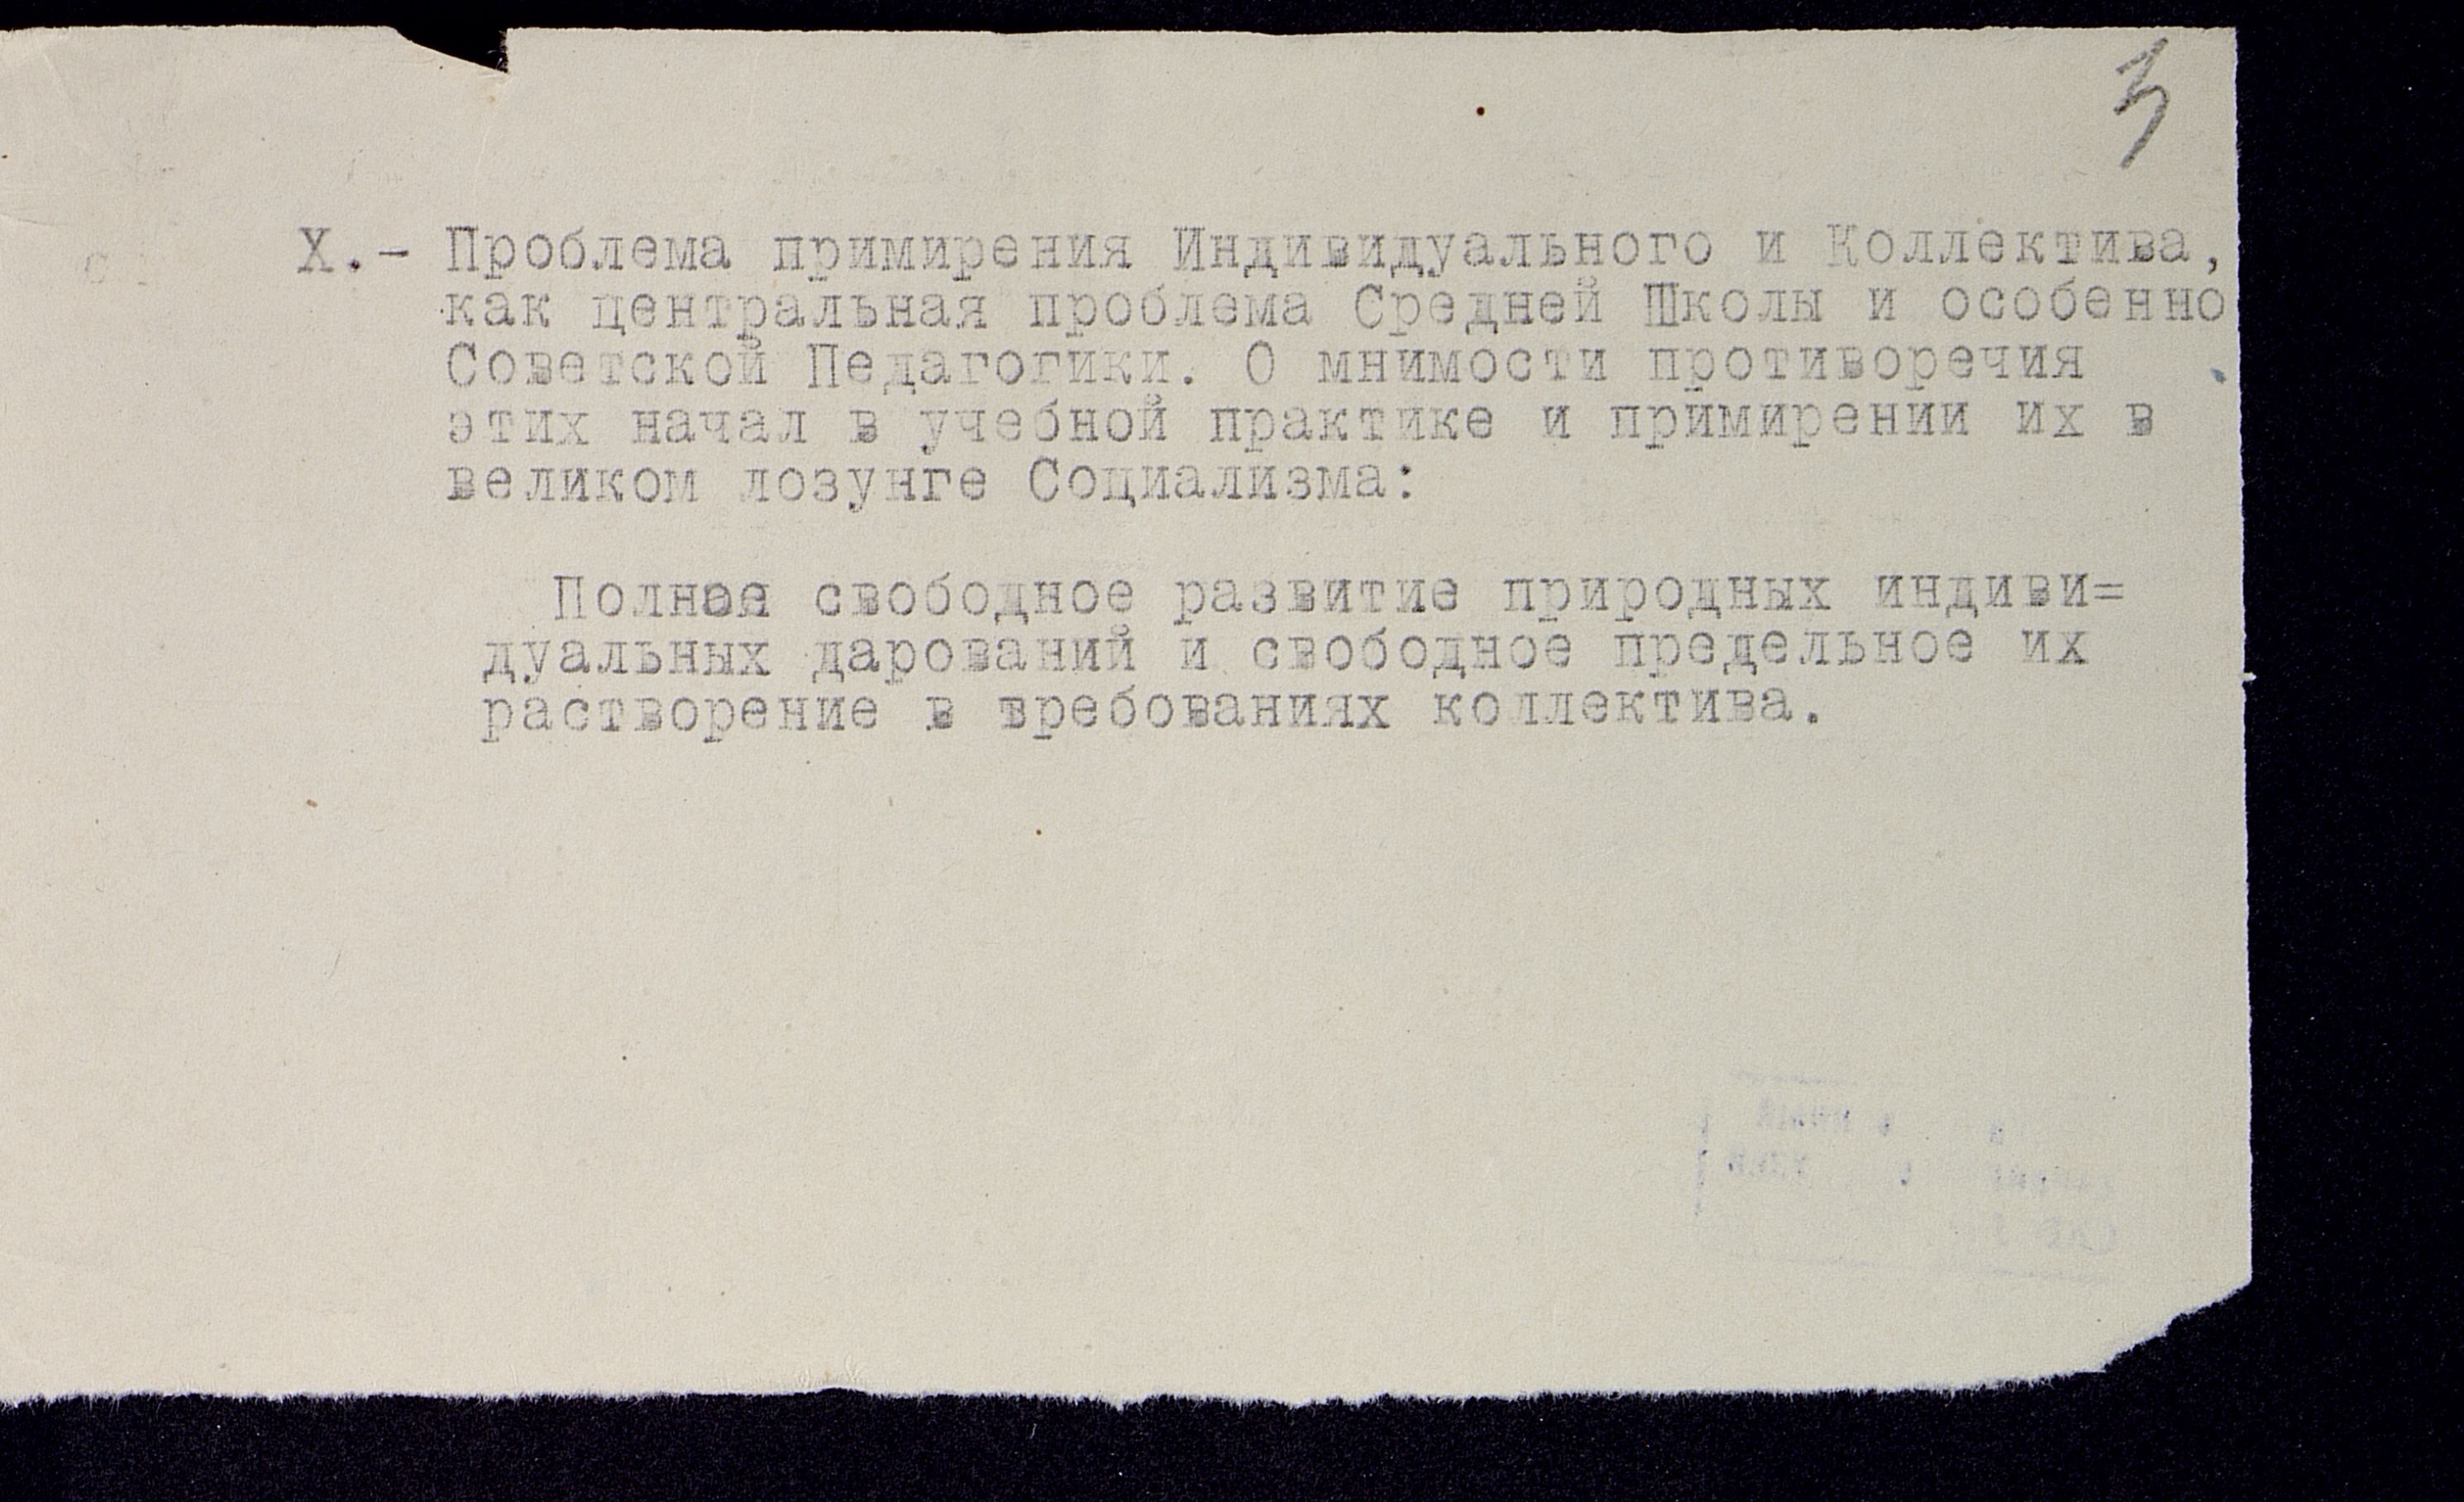 3
X.- Проблема примирения Индивидуального и Коллектива,
как центральная проблема Средней Школы и особенно
Советской Педагогики. О мнимости противоречия
этих начал в учебной практике и примирении их в
великом лозунге Социализма:
Полное свободное развитие природных индиви=
дуальных дарований и свободное предельное их
растворение в требованиях коллектива.